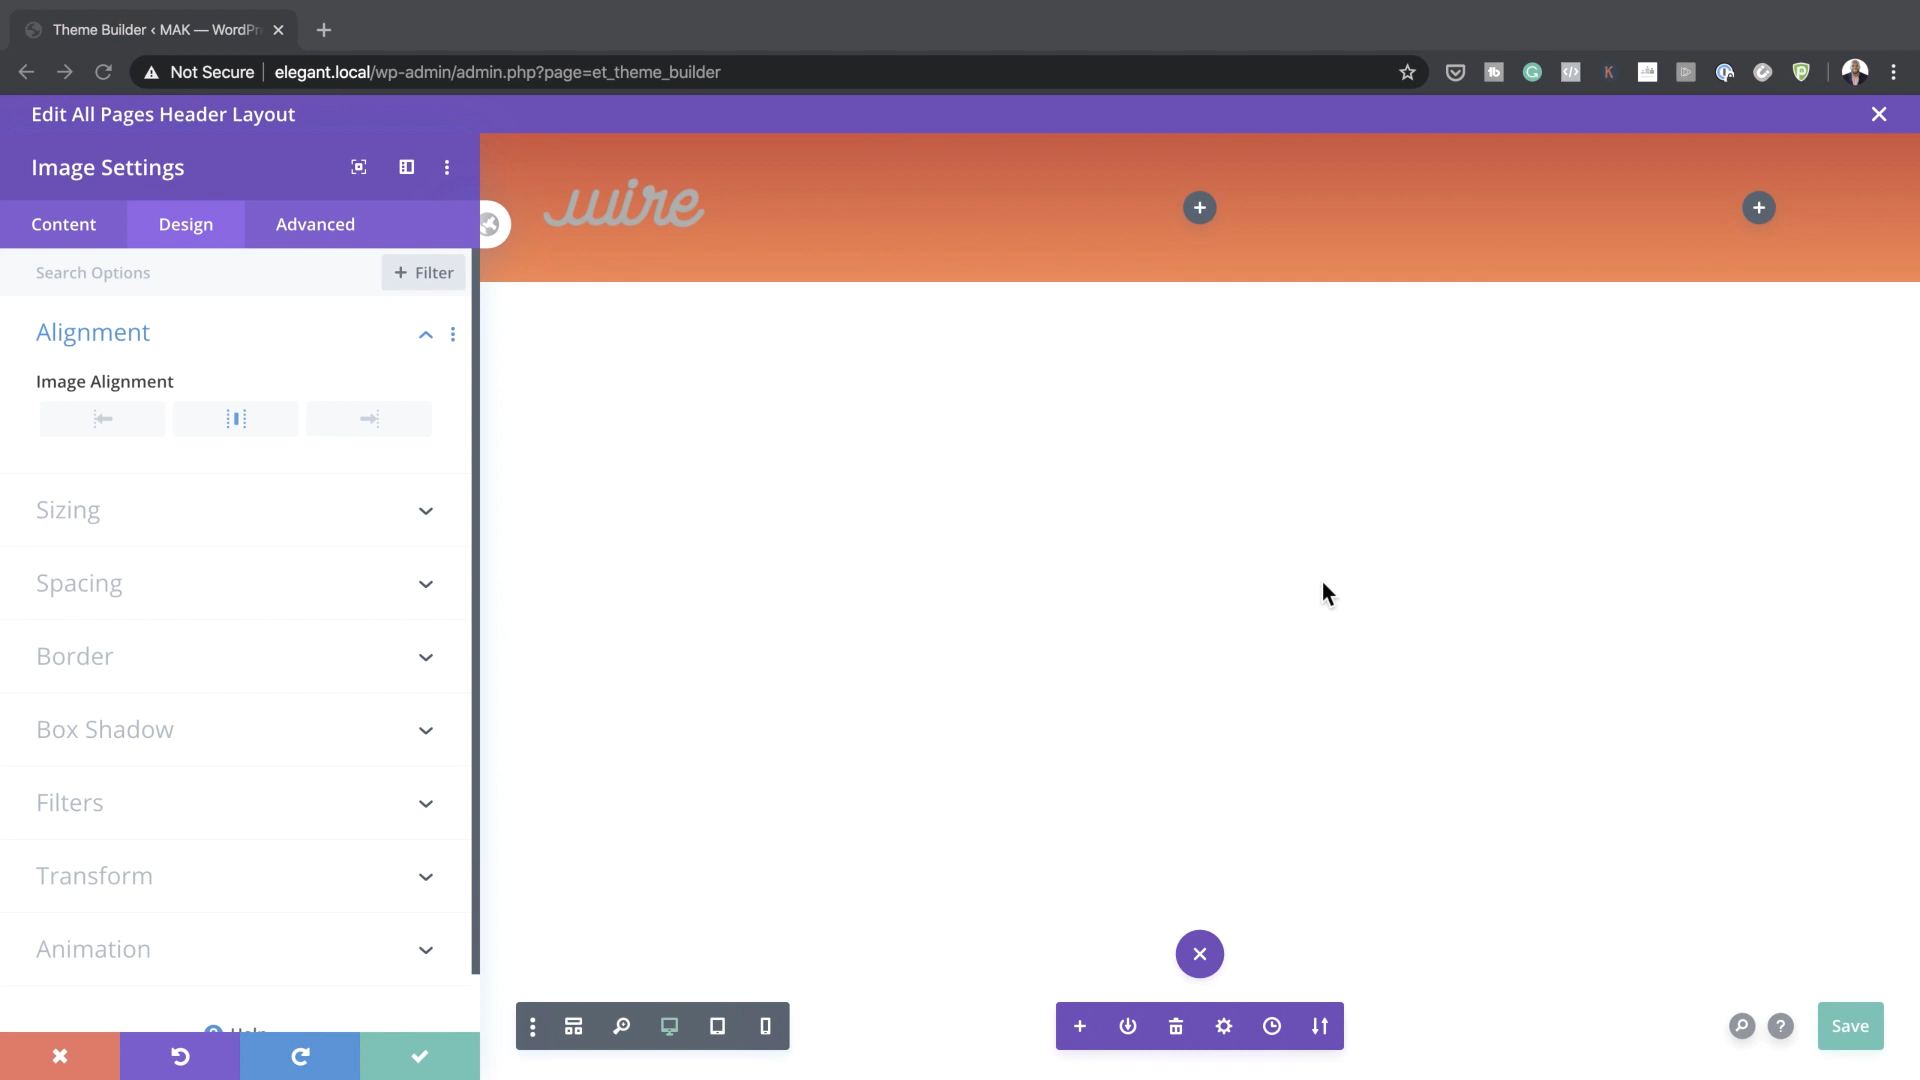 Theme Builder ‹ MAK — WordPr
Not Secure elegant.local/wp-admin/admin.php?page=et_theme_builder
Edit All Pages Header Layout
Image Settings
Content Design Advanced
Search Options + Filter
wire
Alignment
Image Alignment
Sizing
Spacing
Border
Box Shadow
Filters
Transform
Animation
Help
Save